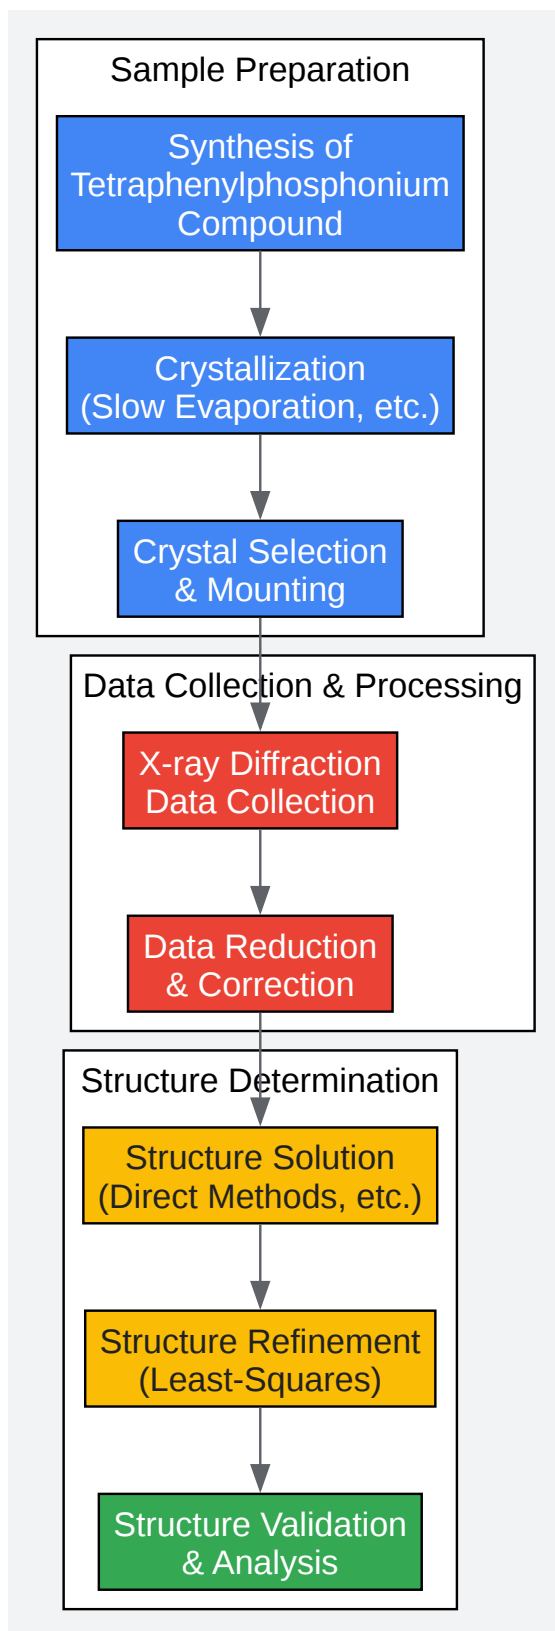 Sample Preparation
Synthesis of
Tetraphenylphosphonium
Compound
Crystallization
(Slow Evaporation, etc.)
Crystal Selection
& Mounting
Data Collection & Processing
X-ray Diffraction
Data Collection
Data Reduction
& Correction
Structure Determination
Structure Solution
(Direct Methods, etc.)
Structure Refinement
(Least-Squares)
Structure Validation
& Analysis